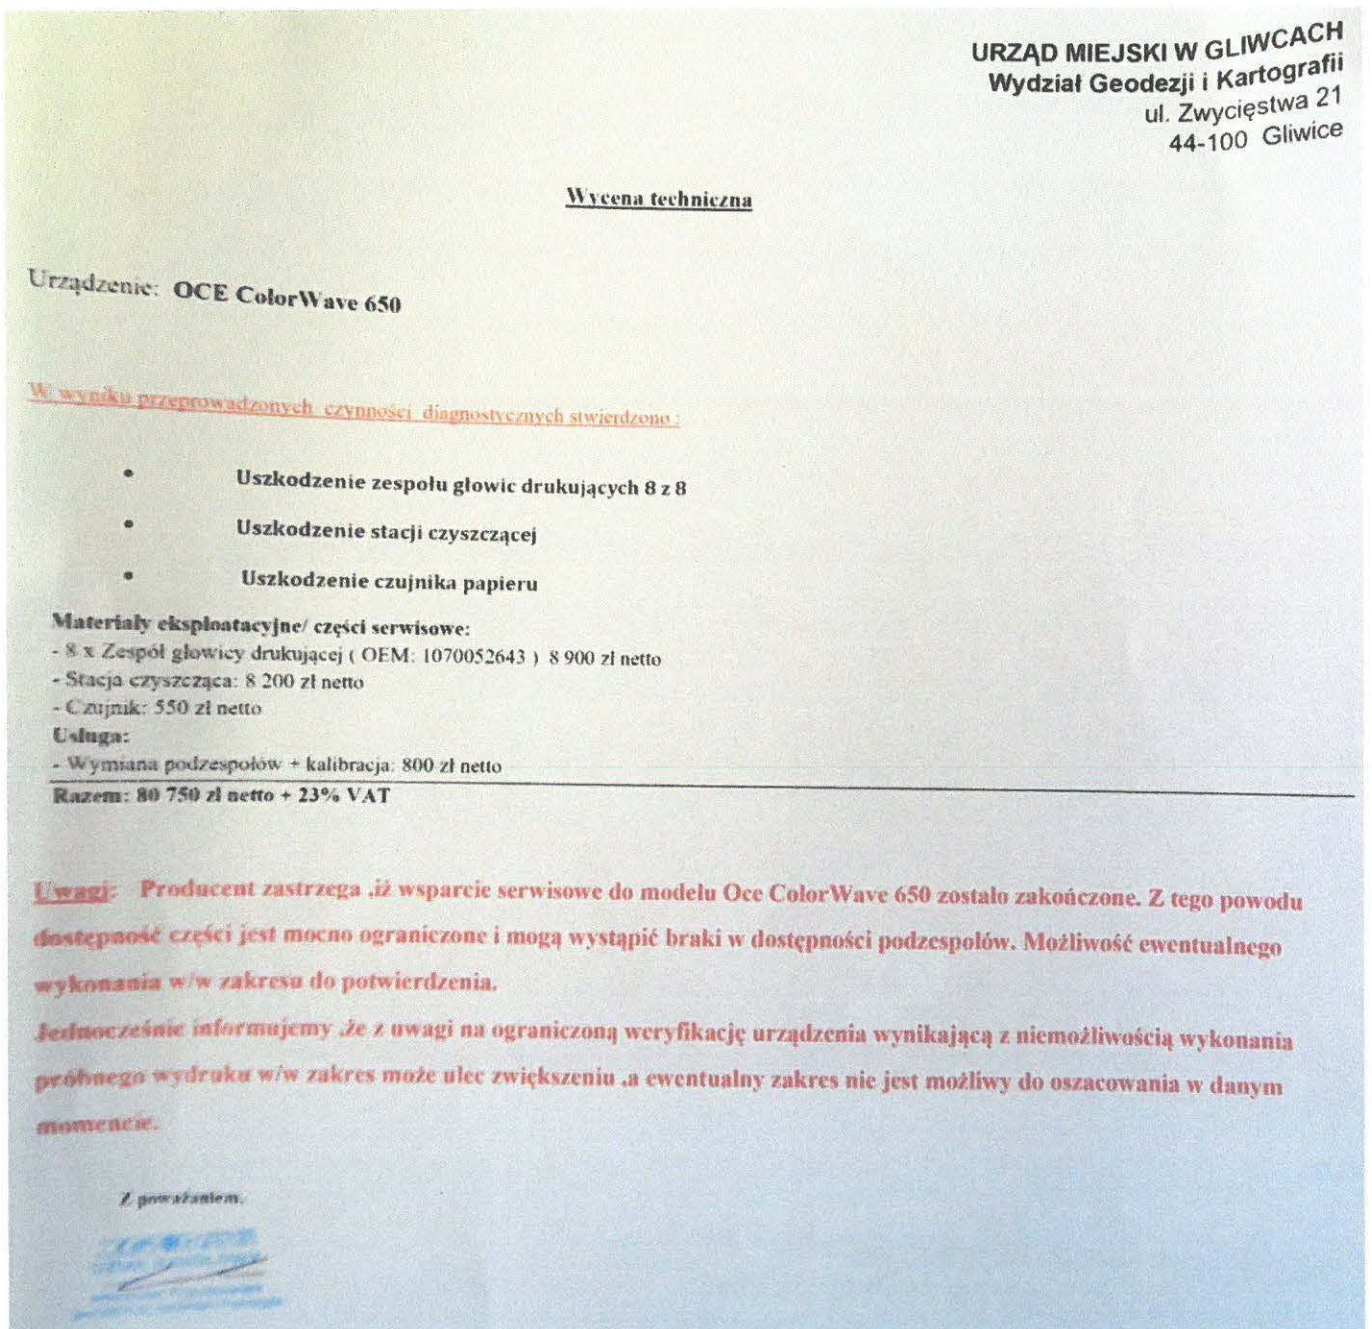 URZĄD MIEJSKI W GLIWCACH
Wydział Geodezji i Kartografii
ul. Zwycięstwa 21
44-100 Gliwice
Wycena techniczna
Urządzenie: OCE ColorWave 650
W wyniku przeprowadzonych czynności diagnostycznych stwierdzono :
• Uszkodzenie zespołu głowic drukujących 8 z 8
• Uszkodzenie stacji czyszczącej
• Uszkodzenie czujnika papieru
Materiały eksploatacyjne/ części serwisowe:
- 8 x Zespół głowicy drukującej ( OEM: 1070052643 ) 8 900 zł netto
- Stacja czyszcząca: 8 200 zł netto
- Czujnik: 550 zł netto
Usługa:
- Wymiana podzespołów + kalibracja: 800 zł netto
Razem: 80 750 zł netto + 23% VAT
Uwagi: Producent zastrzega ,iż wsparcie serwisowe do modelu Oce ColorWave 650 zostało zakończone. Z tego powodu
dostępność części jest mocno ograniczone i mogą wystąpić braki w dostępności podzespołów. Możliwość ewentualnego
wykonania w/w zakresu do potwierdzenia.
Jednocześnie informujemy ,że z uwagi na ograniczoną weryfikację urządzenia wynikającą z niemożliwością wykonania
próbnego wydruku w/w zakres może ulec zwiększeniu ,a ewentualny zakres nie jest możliwy do oszacowania w danym
momencie.
Z poważaniem,